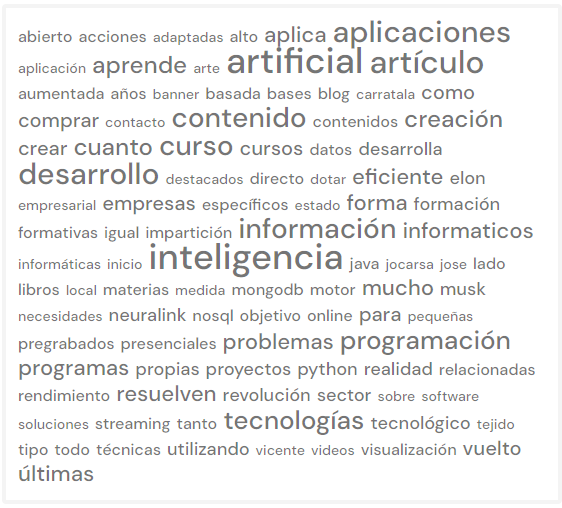 abierto acciones adaptadas alto aplica aplicaciones
aplicación aprende arte artificial artículo
aumentada años banner basada bases blog carratala como
comprar contacto contenido contenidos creación
crear cuanto curso cursos datos desarrolla
desarrollo destacados directo dotar eficiente elon
empresarial empresas específicos estado forma formación
formativas igual impartición información informaticos
informáticas inicio inteligencia java jocarsa jose lado
libros local materias medida mongodb motor mucho musk
necesidades neuralink nosql objetivo online para pequeñas
pregrabados presenciales problemas programación
programas propias proyectos python realidad relacionadas
rendimiento resuelven revolución sector sobre software
soluciones streaming tanto tecnologías tecnológico tejido
tipo todo técnicas utilizando vicente videos visualización vuelto
últimas